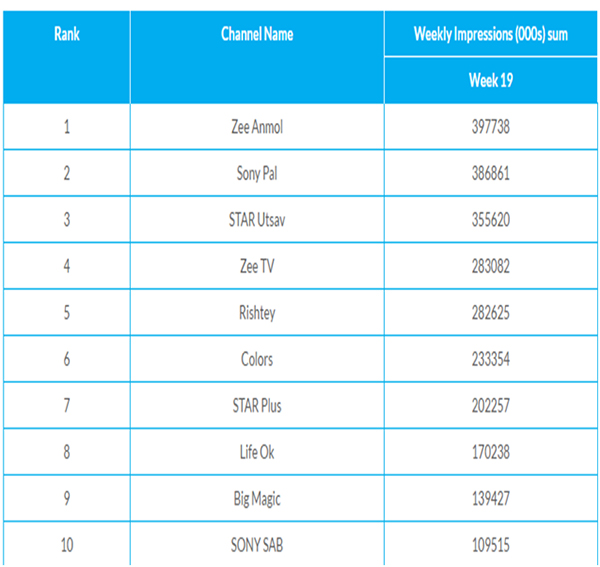 Rank Channel Name Weekly Impressions (000s) sum
Week 19
1 Zee Anmol 397738
2 Sony Pal 386861
3 STAR Utsav 355620
4 Zee TV 283082
5 Rishtey 282625
6 Colors 233354
7 STAR Plus 202257
8 Life Ok 170238
9 Big Magic 139427
10 SONY SAB 109515